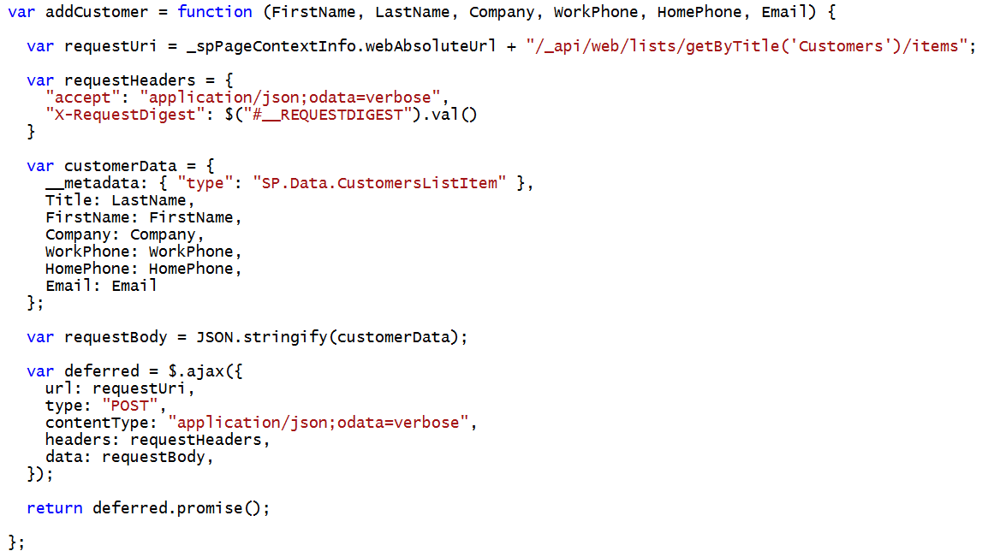 var addCustomer = function (FirstName, LastName, Company, WorkPhone, HomePhone, Email) {
var requestUri = _spPageContextInfo.webAbsoluteUrl + "/_api/web/lists/getByTitle('Customers')/items";
var requestHeaders = {
"accept": "application/json;odata=verbose",
"X-RequestDigest": $("#__REQUESTDIGEST").val()
}
var customerData = {
__metadata: { "type": "SP.Data.CustomersListItem" },
Title: LastName,
FirstName: FirstName,
Company: Company,
WorkPhone: WorkPhone,
HomePhone: HomePhone,
Email: Email
};
var requestBody = JSON.stringify(customerData);
var deferred = $.ajax({
url: requestUri,
type: "POST",
contentType: "application/json;odata=verbose",
headers: requestHeaders,
data: requestBody,
});
return deferred.promise();
};